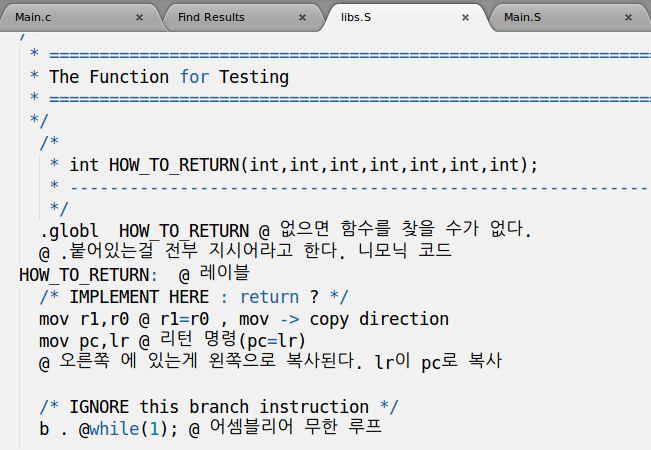 Main.c × Find Results × libs.S × Main.S ×
/
* ============================================================
* The Function for Testing
* ============================================================
*/
/*
* int HOW_TO_RETURN(int,int,int,int,int,int,int);
* ------------------------------------------------------------
*/
.globl  HOW_TO_RETURN @ 없으면 함수를 찾을 수가 없다.
@ .붙어있는걸 전부 지시어라고 한다. 니모닉 코드
HOW_TO_RETURN:  @ 레이블
/* IMPLEMENT HERE : return ? */
mov r1,r0 @ r1=r0 , mov -> copy direction
mov pc,lr @ 리턴 명령(pc=lr)
@ 오른쪽 에 있는게 왼쪽으로 복사된다. lr이 pc로 복사
/* IGNORE this branch instruction */
b . @while(1); @ 어셈블리어 무한 루프